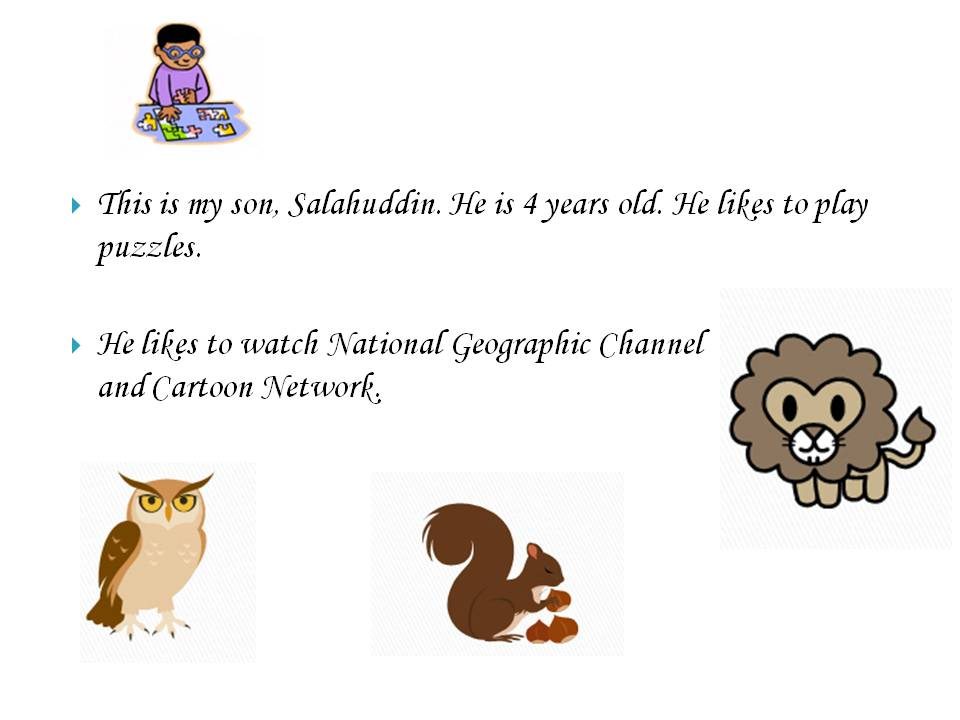 This is my son, Salahuddin. He is 4 years old. He likes to play
puzzles.
He likes to watch National Geographic Channel
and Cartoon Network.